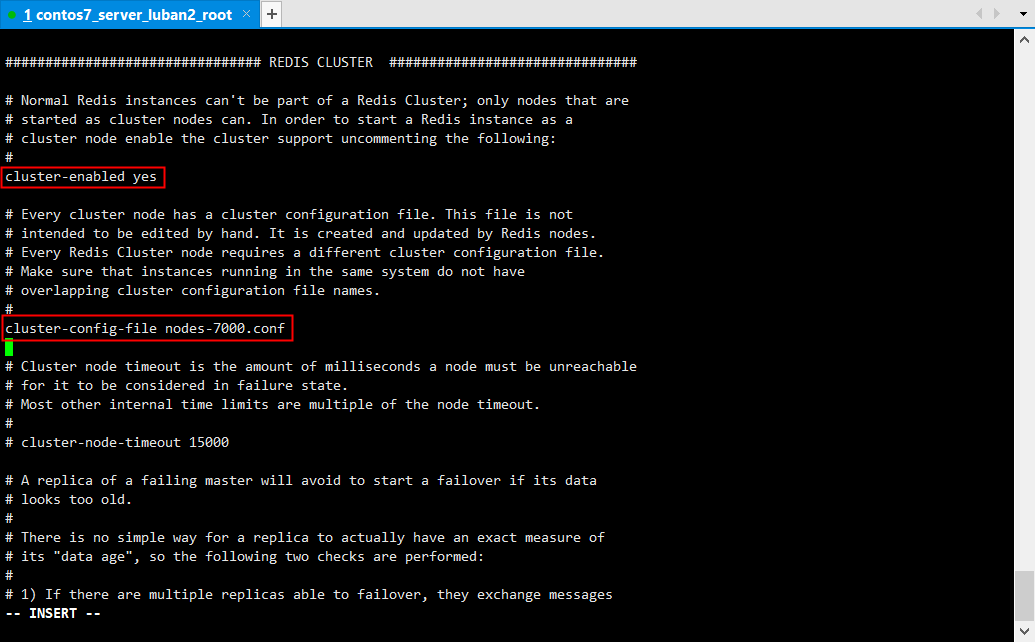 1 contos7_server_luban2_root × +
############################### REDIS CLUSTER ###############################
# Normal Redis instances can't be part of a Redis Cluster; only nodes that are
# started as cluster nodes can. In order to start a Redis instance as a
# cluster node enable the cluster support uncommenting the following:
#
cluster-enabled yes
# Every cluster node has a cluster configuration file. This file is not
# intended to be edited by hand. It is created and updated by Redis nodes.
# Every Redis Cluster node requires a different cluster configuration file.
# Make sure that instances running in the same system do not have
# overlapping cluster configuration file names.
#
cluster-config-file nodes-7000.conf
# Cluster node timeout is the amount of milliseconds a node must be unreachable
# for it to be considered in failure state.
# Most other internal time limits are multiple of the node timeout.
#
# cluster-node-timeout 15000
# A replica of a failing master will avoid to start a failover if its data
# looks too old.
#
# There is no simple way for a replica to actually have an exact measure of
# its "data age", so the following two checks are performed:
#
# 1) If there are multiple replicas able to failover, they exchange messages
-- INSERT --